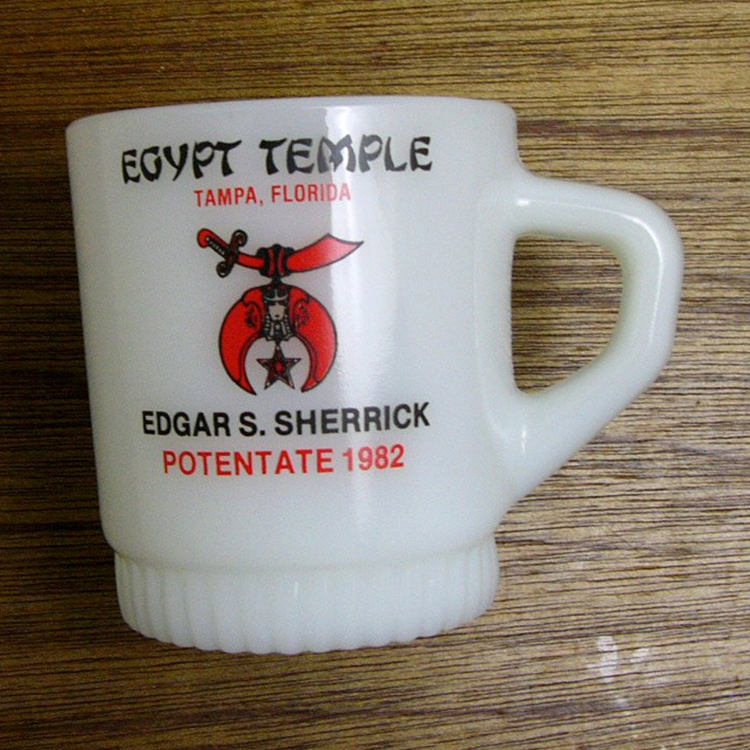 EGYPT TEMPLE
TAMPA, FLORIDA
EDGAR S. SHERRICK
POTENTATE 1982